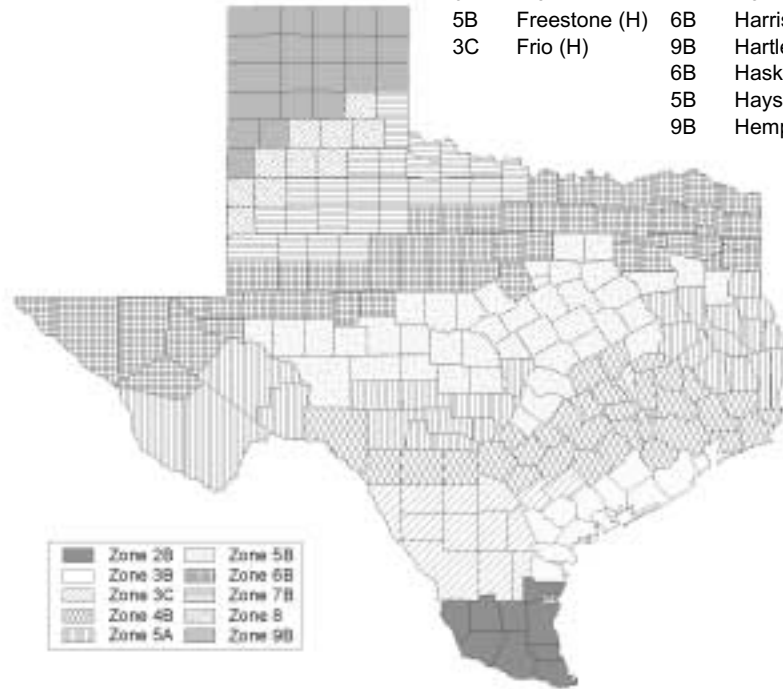 5B Freestone (H) 6B Harris
3C Frio (H) 9B Hartle
6B Hask
5B Hays
9B Hemp
Zone 2B Zone 5B
Zone 3B Zone 6B
Zone 3C Zone 7B
Zone 4B Zone 8
Zone 5A Zone 9B